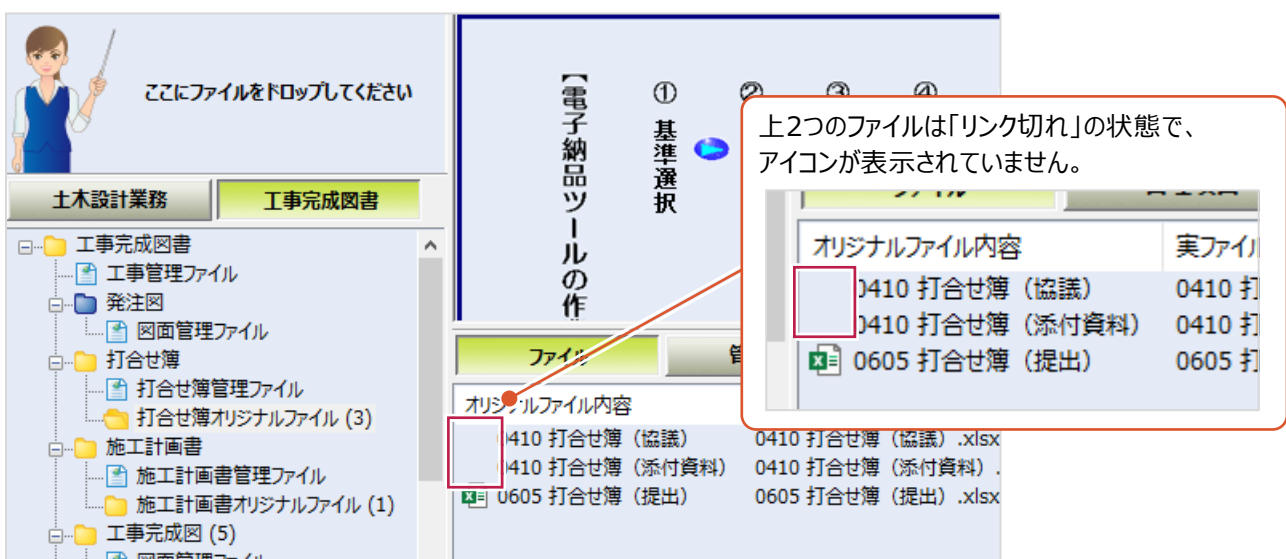 ここにファイルをドロップしてください
土木設計業務
工事完成図書
工事完成図書
工事管理ファイル
発注図
図面管理ファイル
打合せ簿
打合せ簿管理ファイル
打合せ簿オリジナルファイル (3)
施工計画書
施工計画書管理ファイル
施工計画書オリジナルファイル (1)
工事完成図 (5)
【電子納品ツールの作
① 基準選択
②
③
④
ファイル
オリジナルファイル内容
0410 打合せ簿（協議）
0410 打合せ簿（協議）.xlsx
0410 打合せ簿（添付資料）
0410 打合せ簿（添付資料）.
0605 打合せ簿（提出）
0605 打合せ簿（提出）.xlsx
上2つのファイルは「リンク切れ」の状態で、
アイコンが表示されていません。
オリジナルファイル内容
実ファイル
0410 打合せ簿（協議）
0410 打
0410 打合せ簿（添付資料）
0410 打
0605 打合せ簿（提出）
0605 打